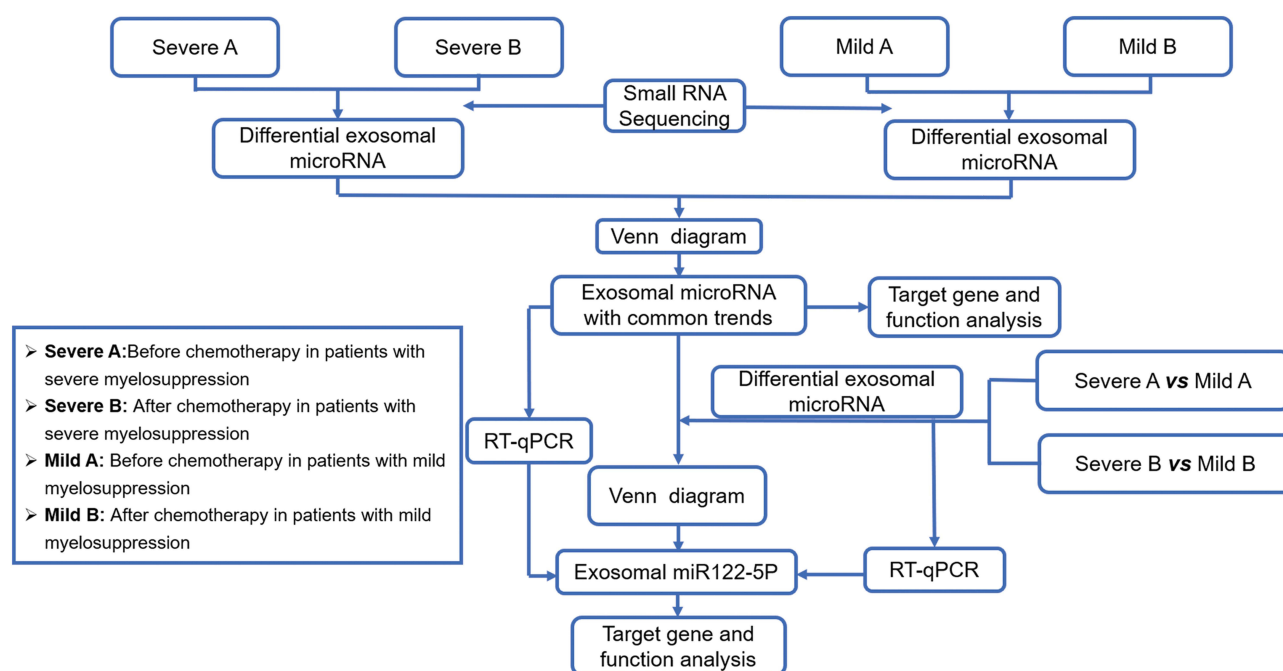 Severe A
Severe B
Mild A
Mild B
Small RNA
Sequencing
Differential exosomal
microRNA
Differential exosomal
microRNA
Venn diagram
Exosomal microRNA
with common trends
Target gene and
function analysis
➢ Severe A:Before chemotherapy in patients with
severe myelosuppression
➢ Severe B: After chemotherapy in patients with
severe myelosuppression
➢ Mild A: Before chemotherapy in patients with mild
myelosuppression
➢ Mild B: After chemotherapy in patients with mild
myelosuppression
Differential exosomal
microRNA
Severe A vs Mild A
RT-qPCR
Severe B vs Mild B
Venn diagram
Exosomal miR122-5P
RT-qPCR
Target gene and
function analysis